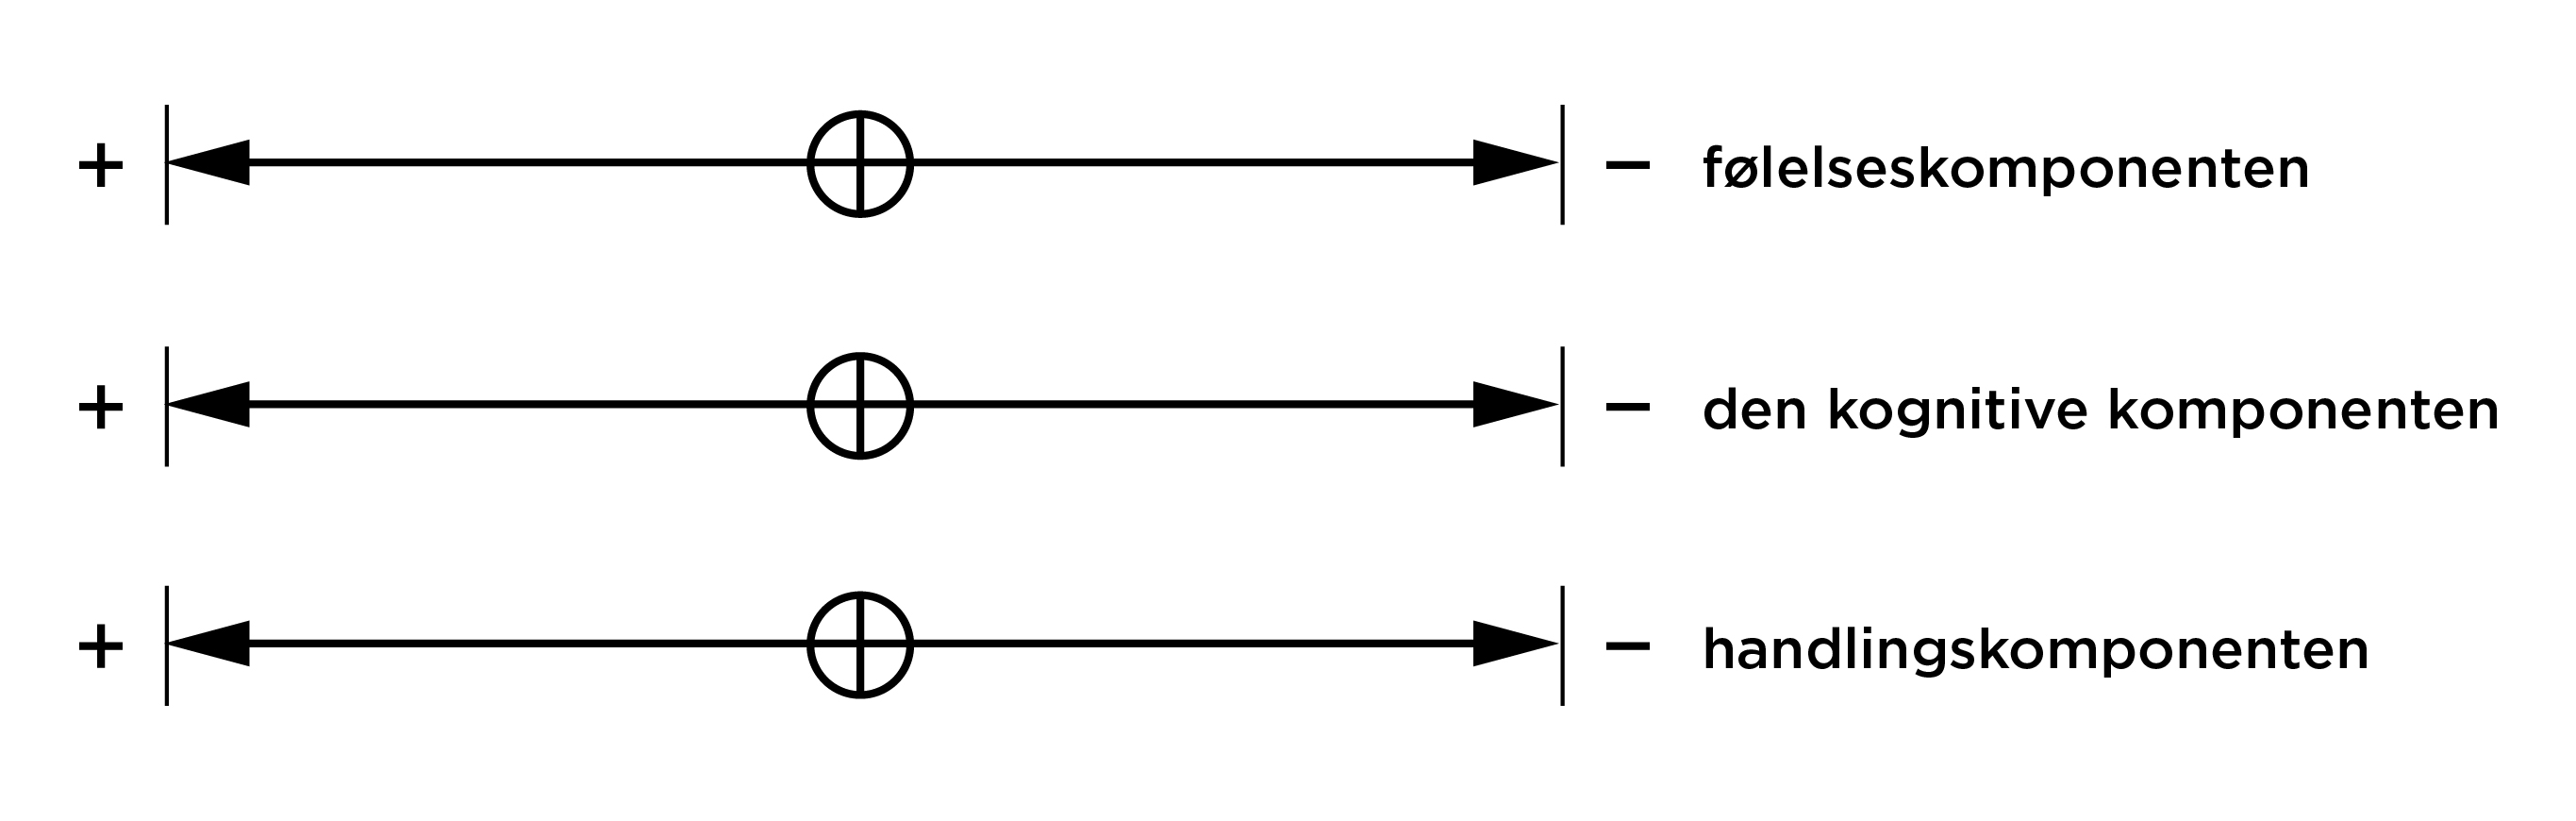 + − følelseskomponenten
+ − den kognitive komponenten
+ − handlingskomponenten